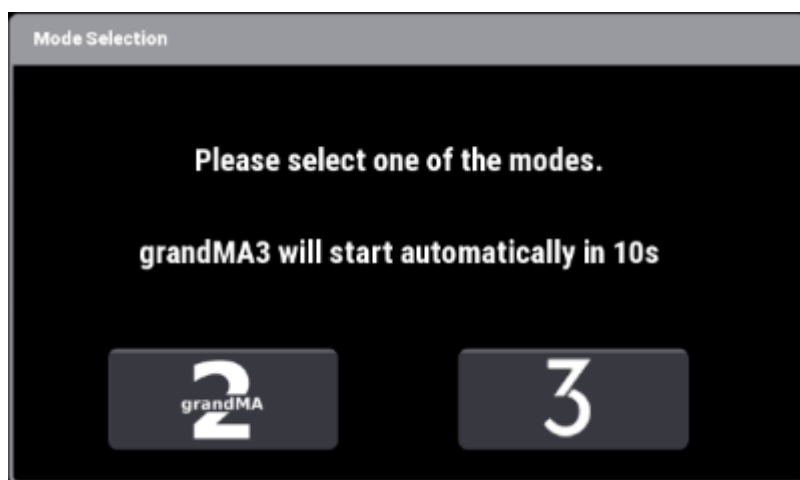 Mode Selection
Please select one of the modes.
grandMA3 will start automatically in 10s
2 grandMA
3